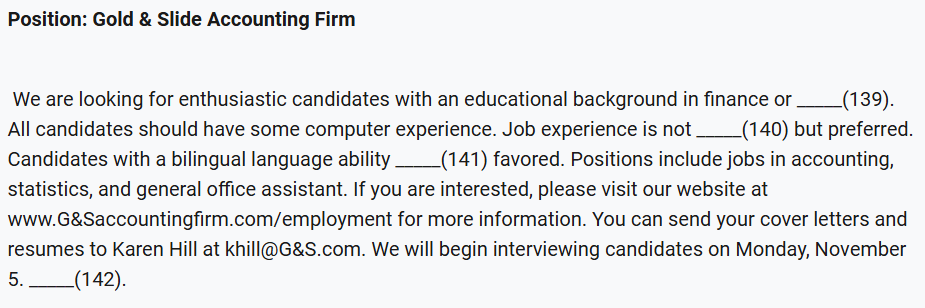 Position: Gold & Slide Accounting Firm
We are looking for enthusiastic candidates with an educational background in finance or _____(139).
All candidates should have some computer experience. Job experience is not _____(140) but preferred.
Candidates with a bilingual language ability _____(141) favored. Positions include jobs in accounting,
statistics, and general office assistant. If you are interested, please visit our website at
www.G&Saccountingfirm.com/employment for more information. You can send your cover letters and
resumes to Karen Hill at khill@G&S.com. We will begin interviewing candidates on Monday, November
5. _____(142).